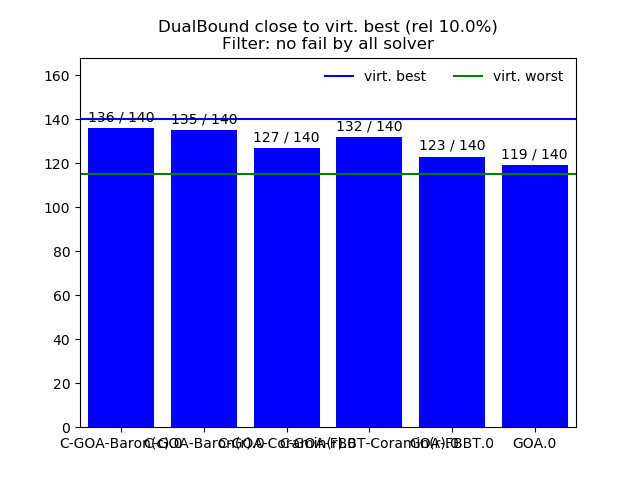 DualBound close to virt. best (rel 10.0%)
Filter: no fail by all solver
virt. best
virt. worst
160
140
120
100
80
60
40
20
0
136 / 140
135 / 140
127 / 140
132 / 140
123 / 140
119 / 140
GOA.0